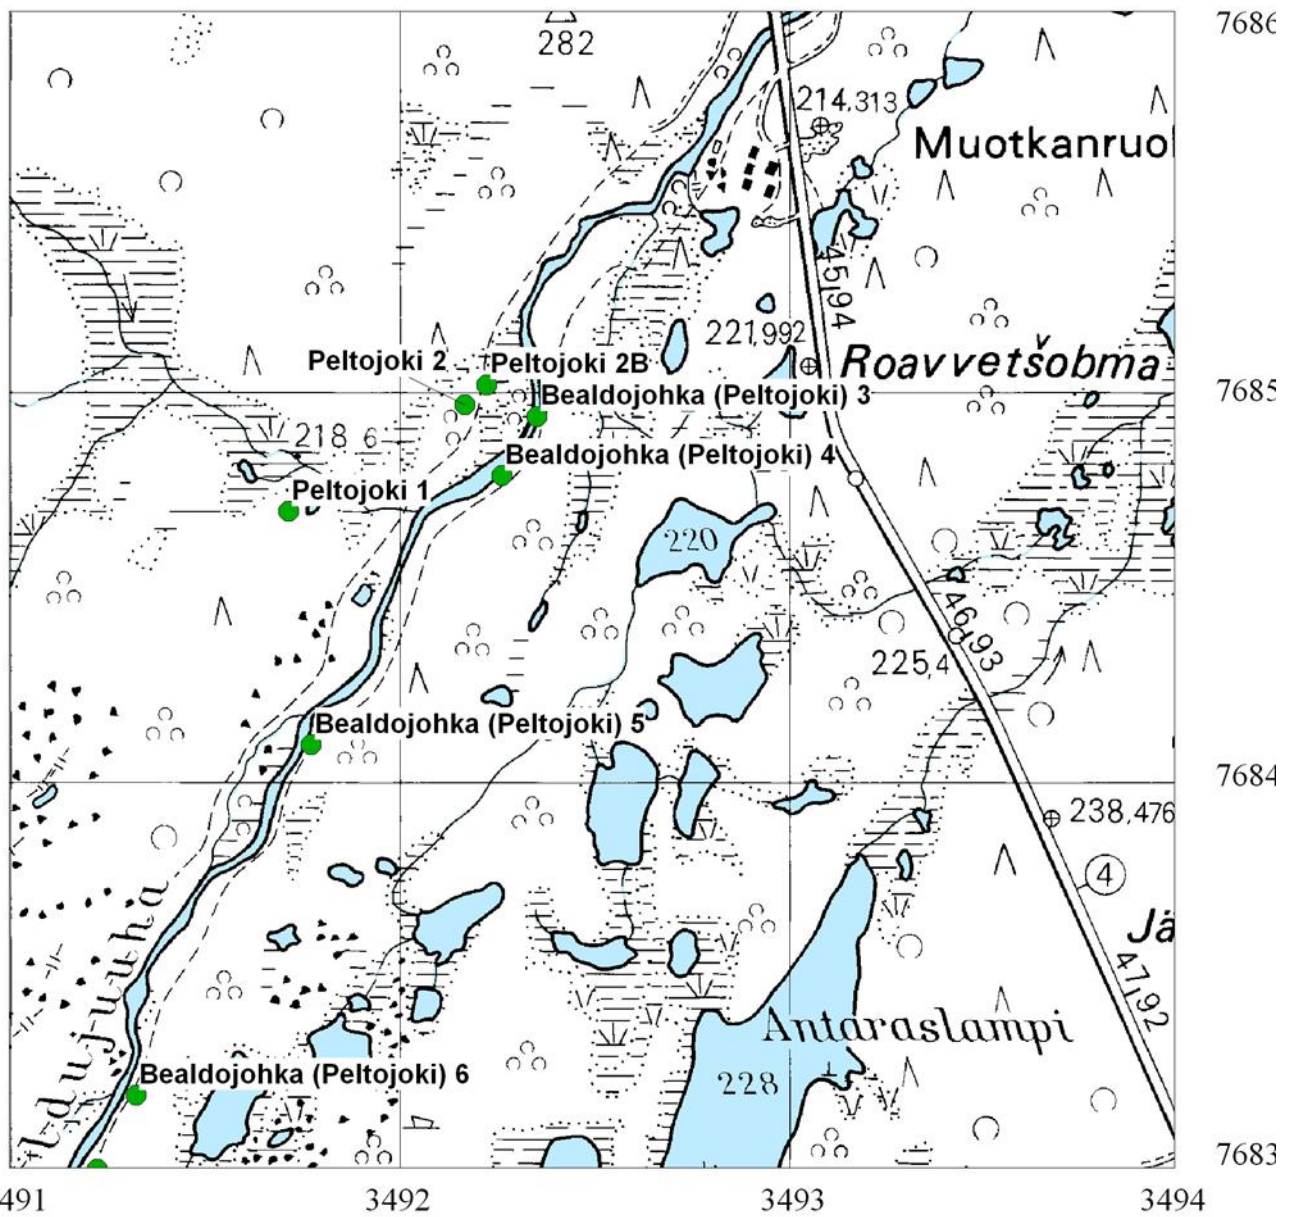 7686
282
214.313
Muotkanruo
45,94
221,992
Roavvetšobma
Peltojoki 2
Peltojoki 2B
7685
Bealdojohka (Peltojoki) 3
218,6
Bealdojohka (Peltojoki) 4
Peltojoki 1
220
46,93
225,4
Bealdojohka (Peltojoki) 5
7684
238,476
4
Jä
47,92
ldujuuha
Antaraslampi
Bealdojohka (Peltojoki) 6
228
7683
491
3492
3493
3494